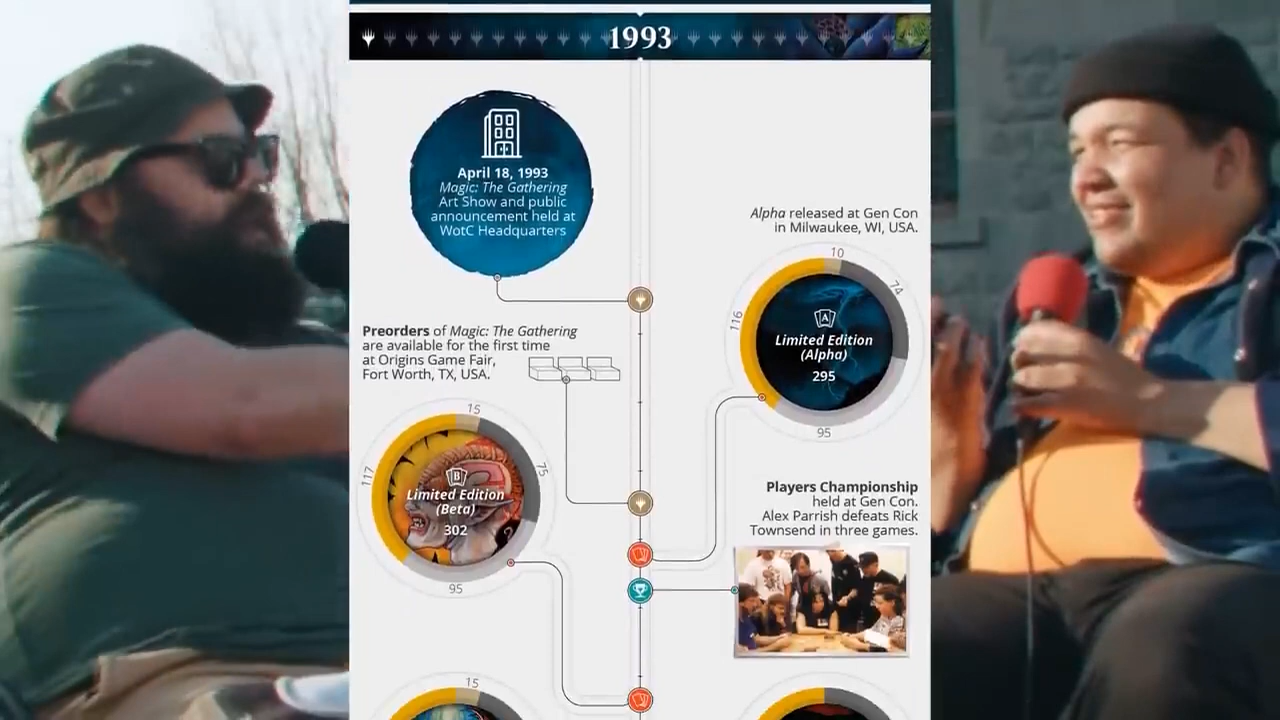 1993
April 18, 1993
Magic: The Gathering
Art Show and public
announcement held at
WotC Headquarters
Alpha released at Gen Con
in Milwaukee, WI, USA.
10
74
116
A
Limited Edition
(Alpha)
295
95
Preorders of Magic: The Gathering
are available for the first time
at Origins Game Fair,
Fort Worth, TX, USA.
15
75
117
B
Limited Edition
(Beta)
302
95
Players Championship
held at Gen Con.
Alex Parrish defeats Rick
Townsend in three games.
15